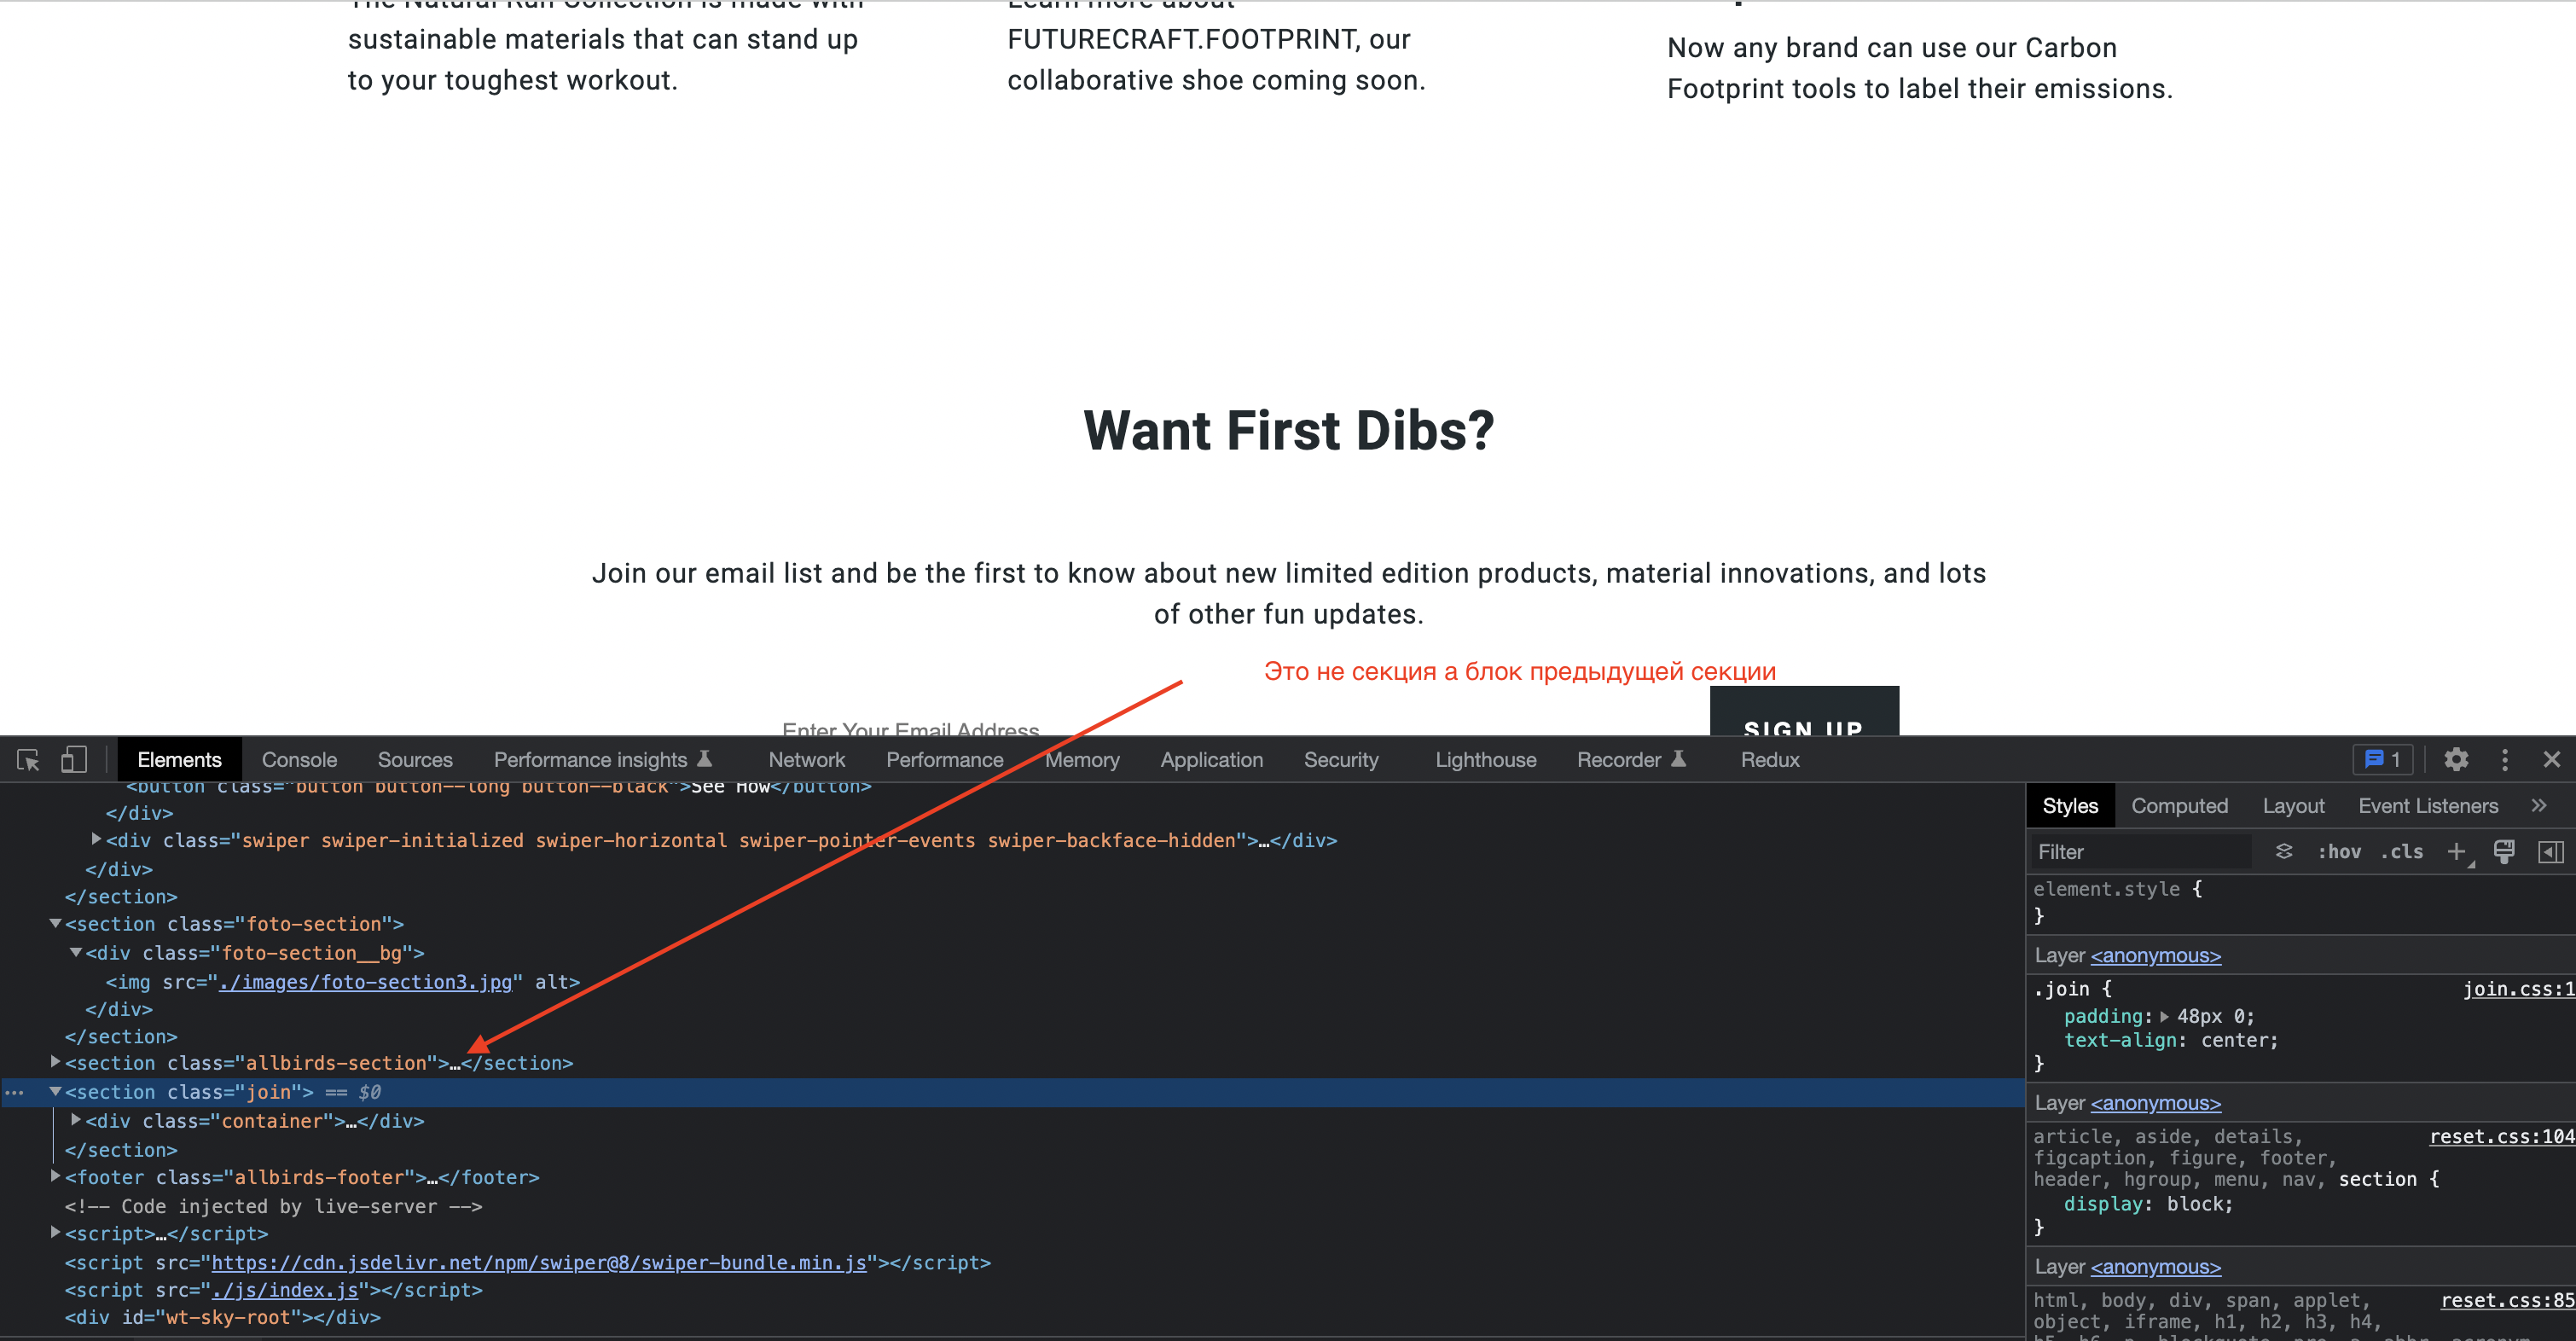 The Natural Run Collection is made with
sustainable materials that can stand up
to your toughest workout.
Learn more about
FUTURECRAFT.FOOTPRINT, our
collaborative shoe coming soon.
Now any brand can use our Carbon
Footprint tools to label their emissions.
Want First Dibs?
Join our email list and be the first to know about new limited edition products, material innovations, and lots
of other fun updates.
Это не секция а блок предыдущей секции
Enter Your Email Address
SIGN UP
Elements Console Sources Performance insights Network Performance Memory Application Security Lighthouse Recorder Redux 1
<button class="button button--long button--black">See How</button>
</div>
<div class="swiper swiper-initialized swiper-horizontal swiper-pointer-events swiper-backface-hidden">…</div>
</div>
</section>
<section class="foto-section">
<div class="foto-section__bg">
<img src="./images/foto-section3.jpg" alt>
</div>
</section>
<section class="allbirds-section">…</section>
<section class="join"> == $0
<div class="container">…</div>
</section>
<footer class="allbirds-footer">…</footer>
<!-- Code injected by live-server -->
<script>…</script>
<script src="https://cdn.jsdelivr.net/npm/swiper@8/swiper-bundle.min.js"></script>
<script src="./js/index.js"></script>
<div id="wt-sky-root"></div>
Styles Computed Layout Event Listeners »
Filter :hov .cls +
element.style {
}
Layer <anonymous>
.join { join.css:1
padding: 48px 0;
text-align: center;
}
Layer <anonymous>
article, aside, details, reset.css:104
figcaption, figure, footer,
header, hgroup, menu, nav, section {
display: block;
}
Layer <anonymous>
html, body, div, span, applet, reset.css:85
object, iframe, h1, h2, h3, h4,